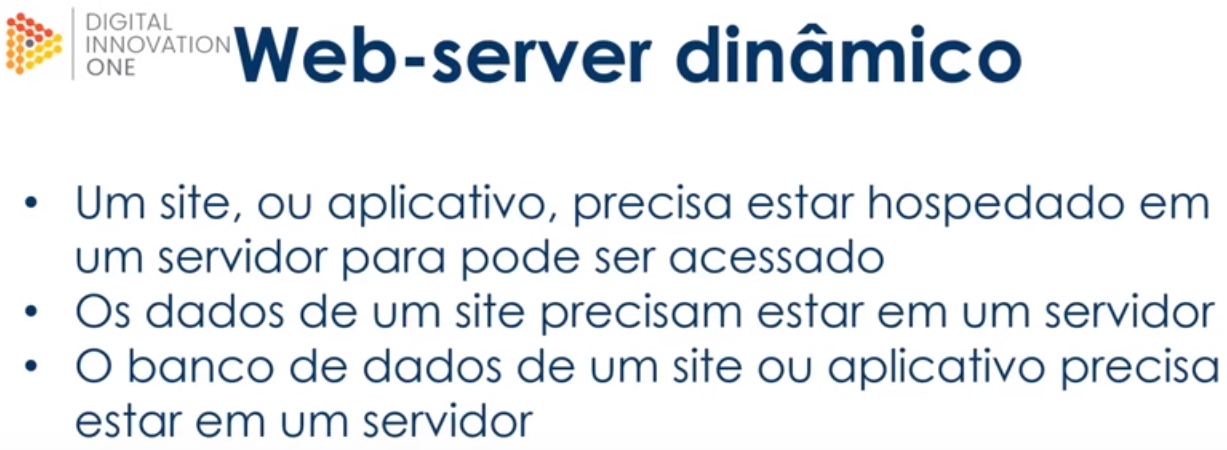 DIGITAL
INNOVATION
ONE
Web-server dinâmico
• Um site, ou aplicativo, precisa estar hospedado em
um servidor para pode ser acessado
• Os dados de um site precisam estar em um servidor
• O banco de dados de um site ou aplicativo precisa
estar em um servidor